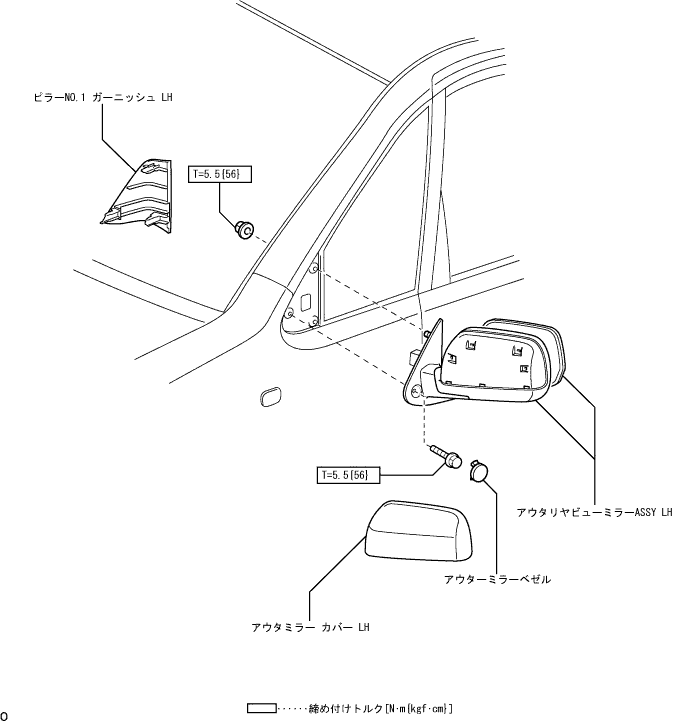 ピラーNO.1 ガーニッシュ LH
T=5.5{56}
T=5.5{56}
アウタリヤビューミラーASSY LH
アウターミラーベゼル
アウタミラー カバー LH
······締め付けトルク[N·m{kgf·cm}]
O